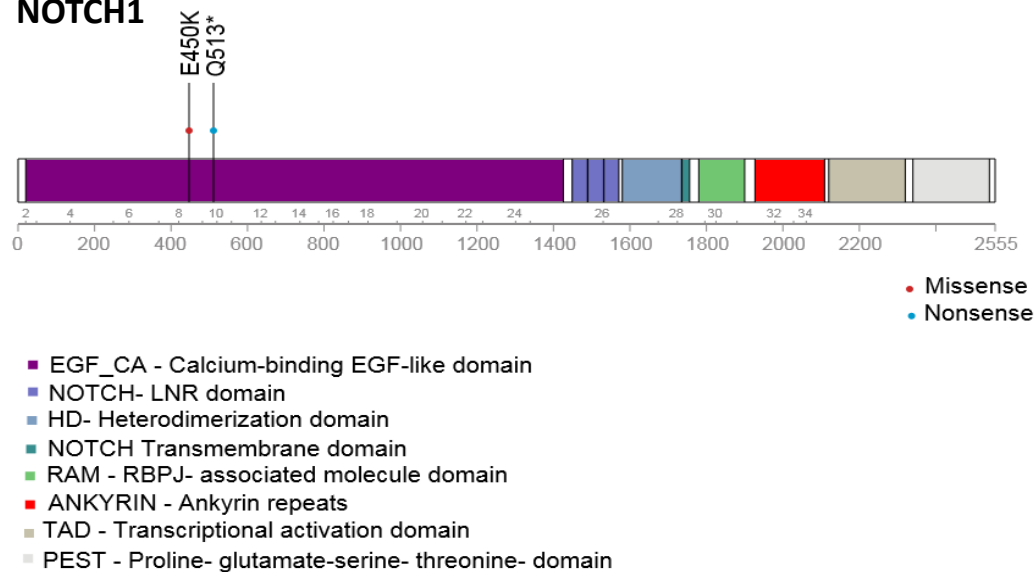 NOTCH1
E450K
Q513*
2 4 6 8 10 12 14 16 18 20 22 24 26 28 30 32 34
0 200 400 600 800 1000 1200 1400 1600 1800 2000 2200 2555
Missense
Nonsense
EGF_CA - Calcium-binding EGF-like domain
NOTCH- LNR domain
HD- Heterodimerization domain
NOTCH Transmembrane domain
RAM - RBPJ- associated molecule domain
ANKYRIN - Ankyrin repeats
TAD - Transcriptional activation domain
PEST - Proline- glutamate-serine- threonine- domain